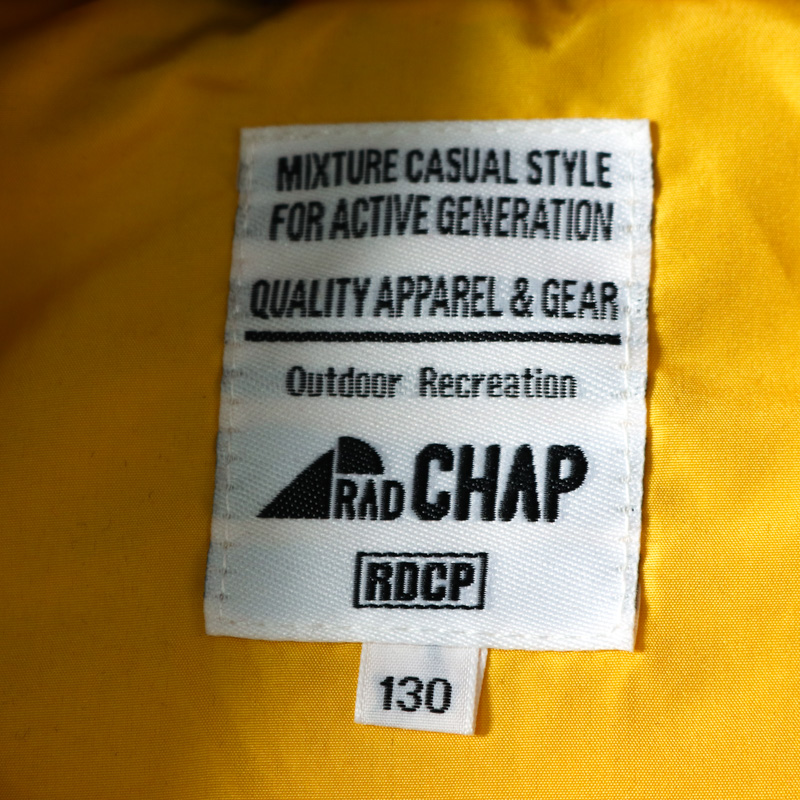 MIXTURE CASUAL STYLE
FOR ACTIVE GENERATION
QUALITY APPAREL & GEAR
Outdoor Recreation
RAD CHAP
RDCP
130